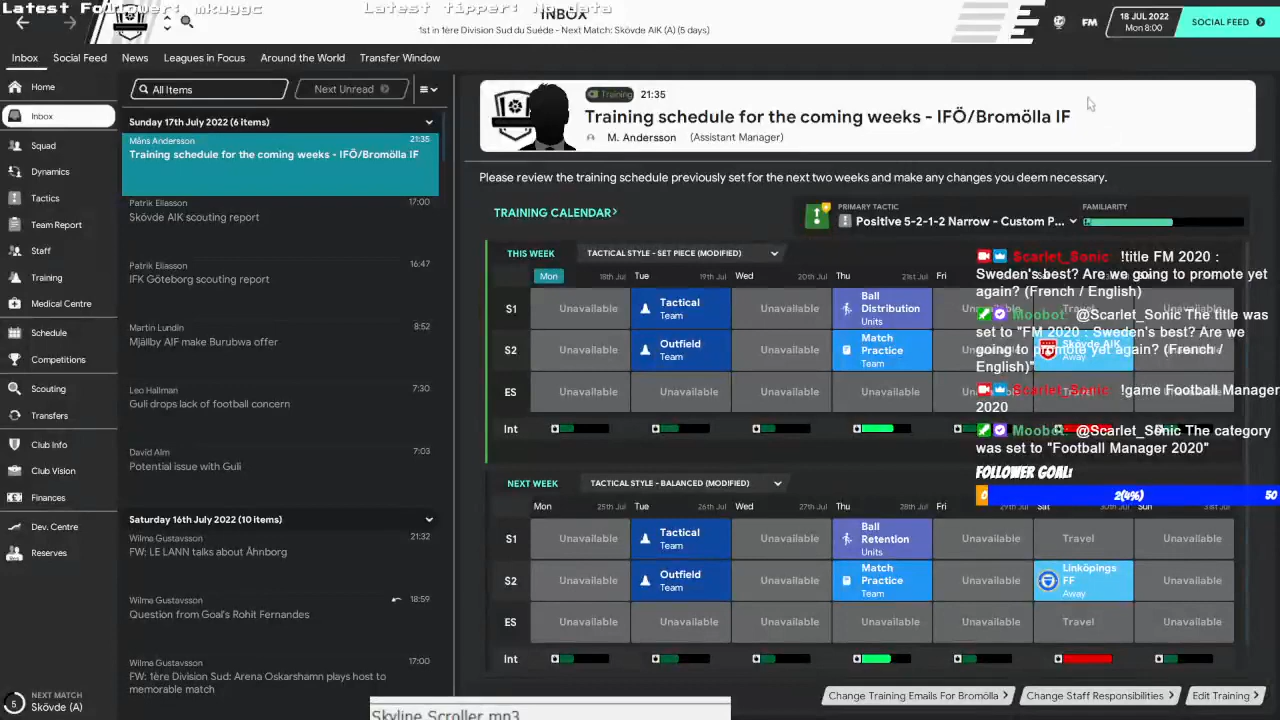 Latest Follower: mkuygc
Latest tipper: No data
INBOX
1st in 1ère Division Sud du Suède - Next Match: Skövde AIK (A) (5 days)
FM
18 JUL 2022
Mon 8:00
SOCIAL FEED
Inbox
Social Feed
News
Leagues in Focus
Around the World
Transfer Window
Home
Inbox
Squad
Dynamics
Tactics
Team Report
Staff
Training
Medical Centre
Schedule
Competitions
Scouting
Transfers
Club Info
Club Vision
Finances
Dev. Centre
Reserves
5
NEXT MATCH
Skövde (A)
All Items
Next Unread
Sunday 17th July 2022 (6 items)
Måns Andersson
21:35
Training schedule for the coming weeks - IFÖ/Bromölla IF
Patrik Eliasson
17:00
Skövde AIK scouting report
Patrik Eliasson
16:47
IFK Göteborg scouting report
Martin Lundin
8:52
Mjällby AIF make Burubwa offer
Leo Hallman
7:30
Guli drops lack of football concern
David Alm
7:03
Potential issue with Guli
Saturday 16th July 2022 (10 items)
Wilma Gustavsson
21:32
FW: LE LANN talks about Åhnborg
Wilma Gustavsson
18:59
Question from Goal's Rohit Fernandes
Wilma Gustavsson
17:00
FW: 1ère Division Sud: Arena Oskarshamn plays host to
memorable match
Training
21:35
Training schedule for the coming weeks - IFÖ/Bromölla IF
M. Andersson
(Assistant Manager)
Please review the training schedule previously set for the next two weeks and make any changes you deem necessary.
TRAINING CALENDAR>
PRIMARY TACTIC
Positive 5-2-1-2 Narrow - Custom P...
FAMILIARITY
THIS WEEK
TACTICAL STYLE - SET PIECE (MODIFIED)
Mon 18th Jul Tue 19th Jul Wed 20th Jul Thu 21st Jul Fri
S1
Unavailable
Tactical
Team
Unavailable
Ball
Distribution
Units
Unavailable
Travel
Unavailable
S2
Unavailable
Outfield
Team
Unavailable
Match
Practice
Team
Unavailable
Skövde AIK
Away
Unavailable
ES
Unavailable
Unavailable
Unavailable
Unavailable
Unavailable
Travel
Unavailable
Int
NEXT WEEK
TACTICAL STYLE - BALANCED (MODIFIED)
Mon 25th Jul Tue 26th Jul Wed 27th Jul Thu 28th Jul Fri 29th Jul Sat 30th Jul Sun 31st Jul
S1
Unavailable
Tactical
Team
Unavailable
Ball
Retention
Units
Unavailable
Travel
Unavailable
S2
Unavailable
Outfield
Team
Unavailable
Match
Practice
Team
Unavailable
Linköpings
FF
Away
Unavailable
ES
Unavailable
Unavailable
Unavailable
Unavailable
Unavailable
Travel
Unavailable
Int
Scarlet_Sonic !title FM 2020 :
Sweden's best? Are we going to promote yet
again? (French / English)
Moobot: @Scarlet_Sonic The title was
set to "FM 2020 : Sweden's best? Are we
going to promote yet again? (French /
English)"
Scarlet_Sonic !game Football Manager
2020
Moobot: @Scarlet_Sonic The category
was set to "Football Manager 2020"
FOLLOWER GOAL:
0
2(4%)
50
Change Training Emails For Bromölla >
Change Staff Responsibilities >
Edit Training >
Skyline Scroller.mp3